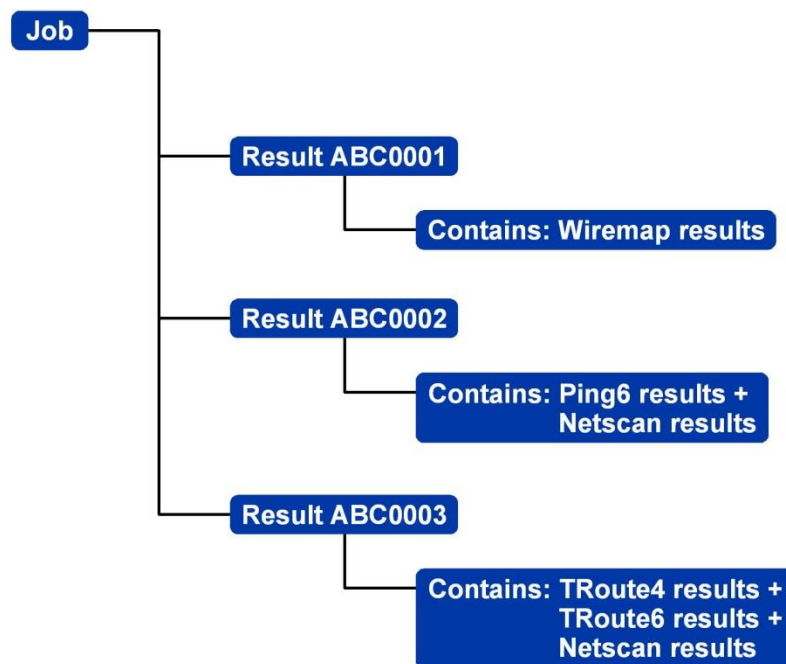 Job
Result ABC0001
Contains: Wiremap results
Result ABC0002
Contains: Ping6 results +
Netscan results
Result ABC0003
Contains: TRoute4 results +
TRoute6 results +
Netscan results